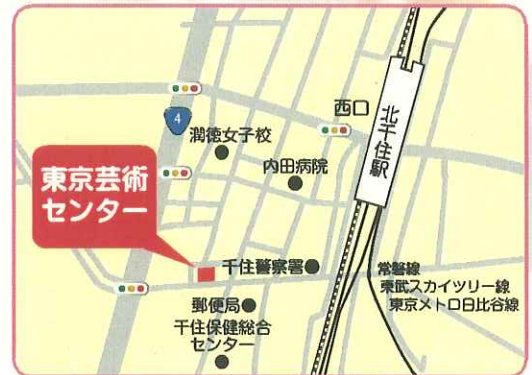 西口
北千住駅
4
潤徳女子校
内田病院
東京芸術
センター
千住警察署
常磐線
東武スカイツリー線
東京メトロ日比谷線
郵便局
千住保健総合
センター